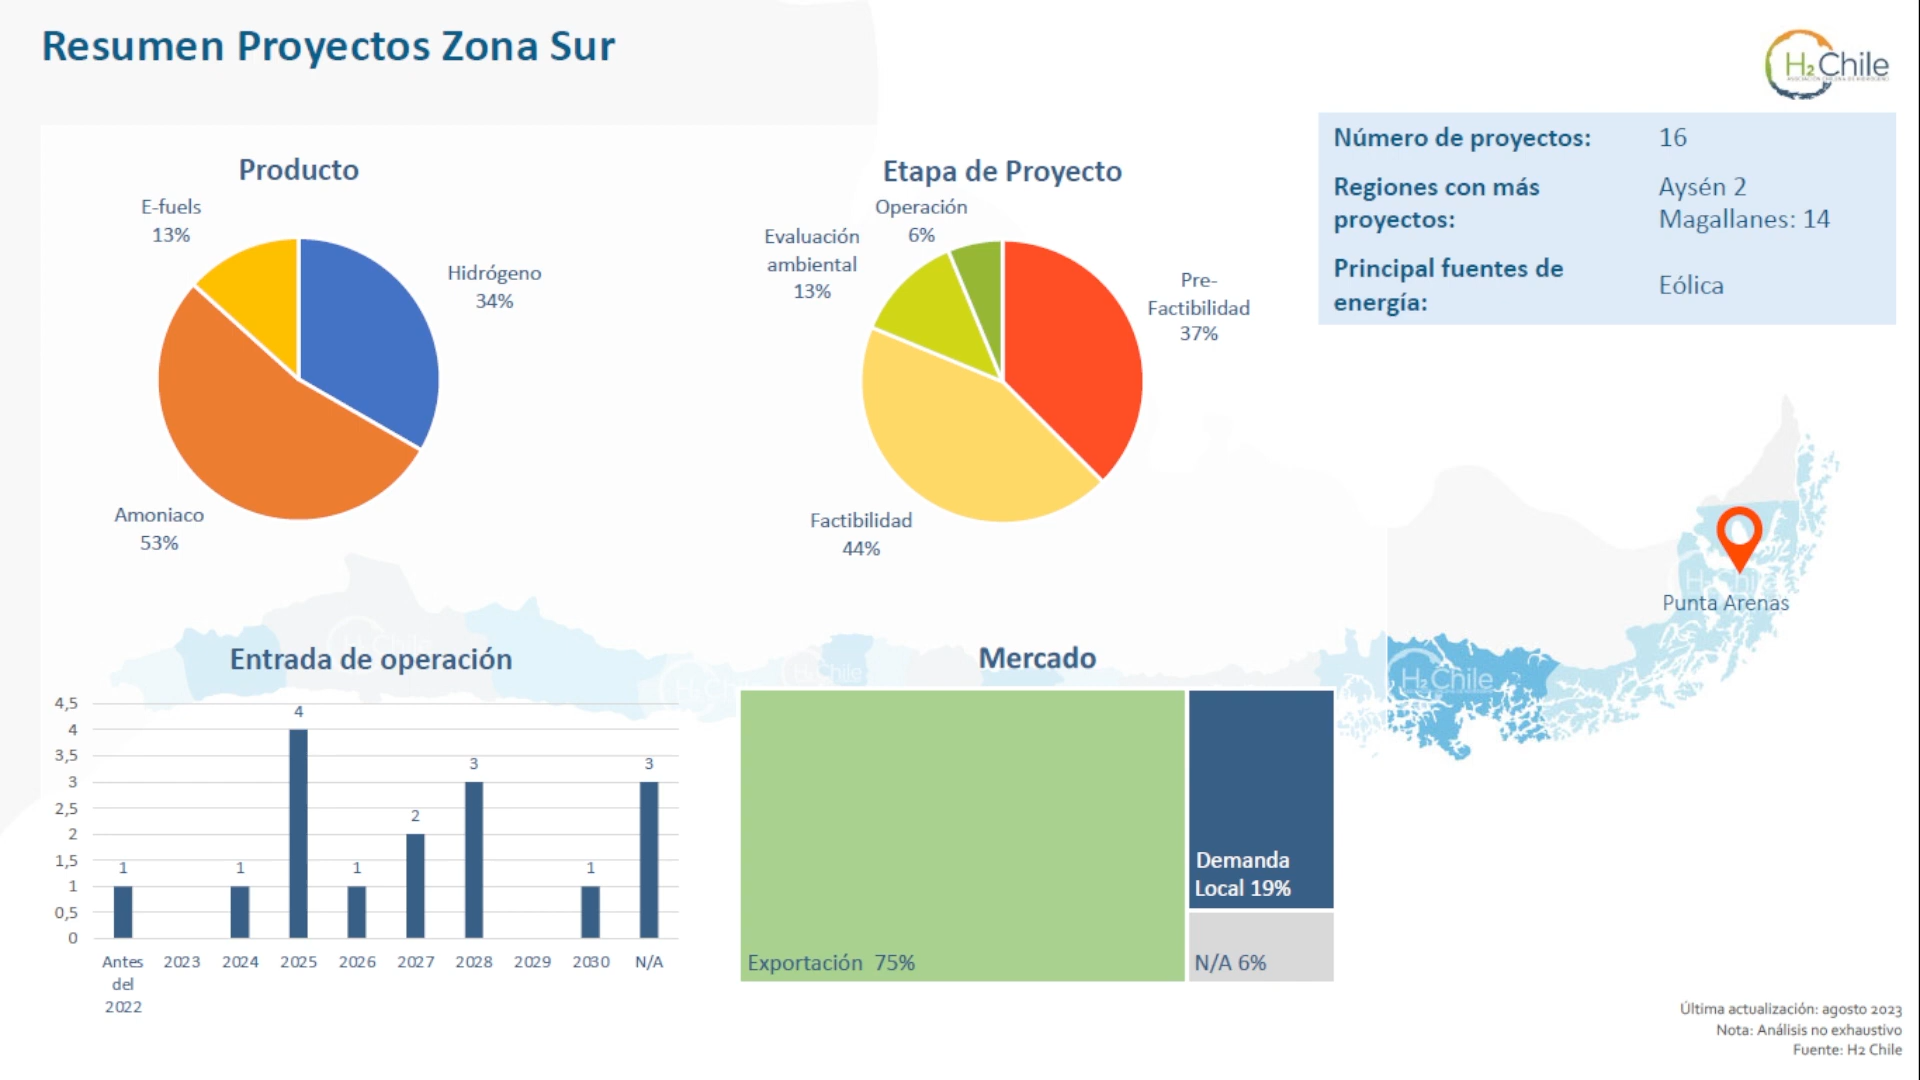 Resumen Proyectos Zona Sur
H2Chile
Número de proyectos: 16
Regiones con más
proyectos:
Aysén 2
Magallanes: 14
Principal fuentes de
energía:
Eólica
Producto
E-fuels
13%
Hidrógeno
34%
Amoniaco
53%
Etapa de Proyecto
Operación
6%
Evaluación
ambiental
13%
Pre-
Factibilidad
37%
Factibilidad
44%
Punta Arenas
H2Chile
H2Chile
H2Chile
H2Chile
H2Chile
Entrada de operación
4,5
4
3,5
3
2,5
2
1,5
1
0,5
0
1
1
4
1
2
3
1
3
Antes
del
2022
2023
2024
2025
2026
2027
2028
2029
2030
N/A
Mercado
Exportación 75%
Demanda
Local 19%
N/A 6%
Última actualización: agosto 2023
Nota: Análisis no exhaustivo
Fuente: H2 Chile